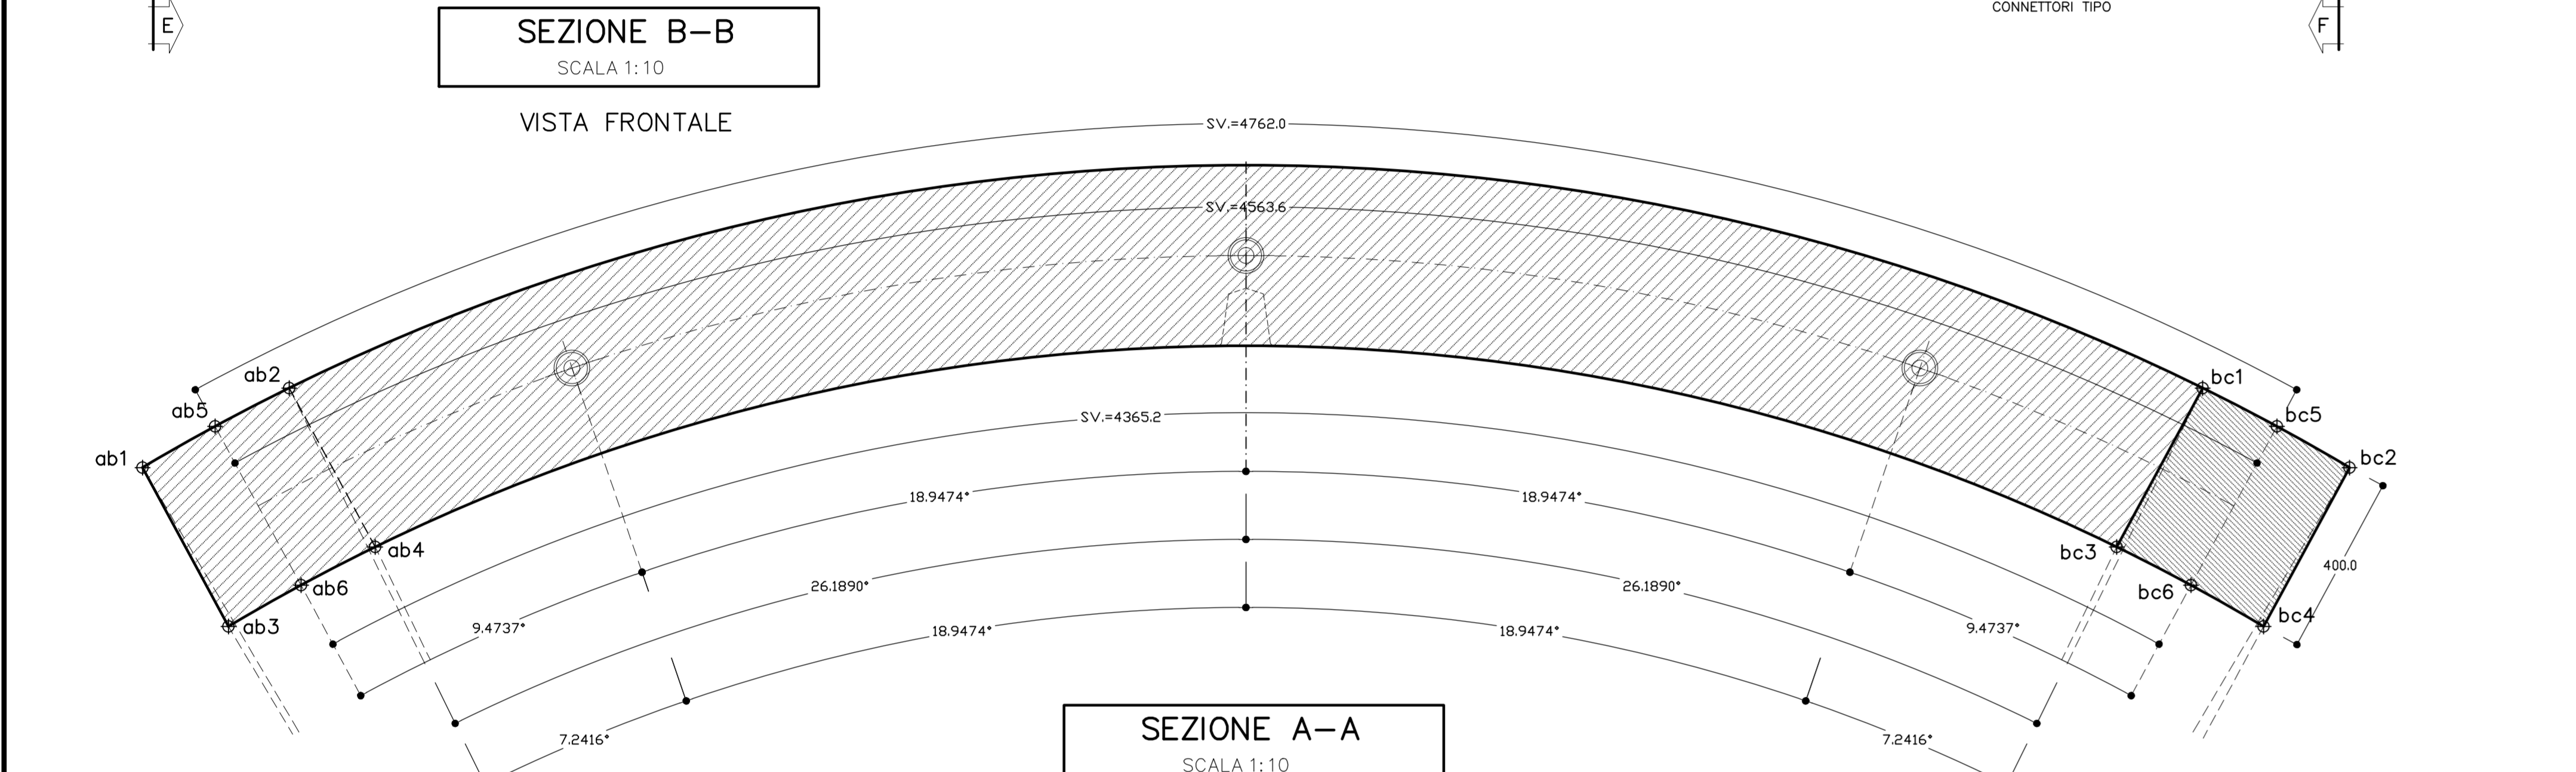 E
SEZIONE B-B
SCALA 1:10
VISTA FRONTALE
CONNETTORI TIPO
F
SV.=4762.0
SV.=4563.6
ab2
ab5
ab1
bc1
bc5
bc2
SV.=4365.2
18.9474°
18.9474°
ab4
bc3
400.0
26.1890°
26.1890°
ab6
bc6
ab3
bc4
9.4737°
18.9474°
18.9474°
9.4737°
7.2416°
7.2416°
SEZIONE A-A
SCALA 1:10